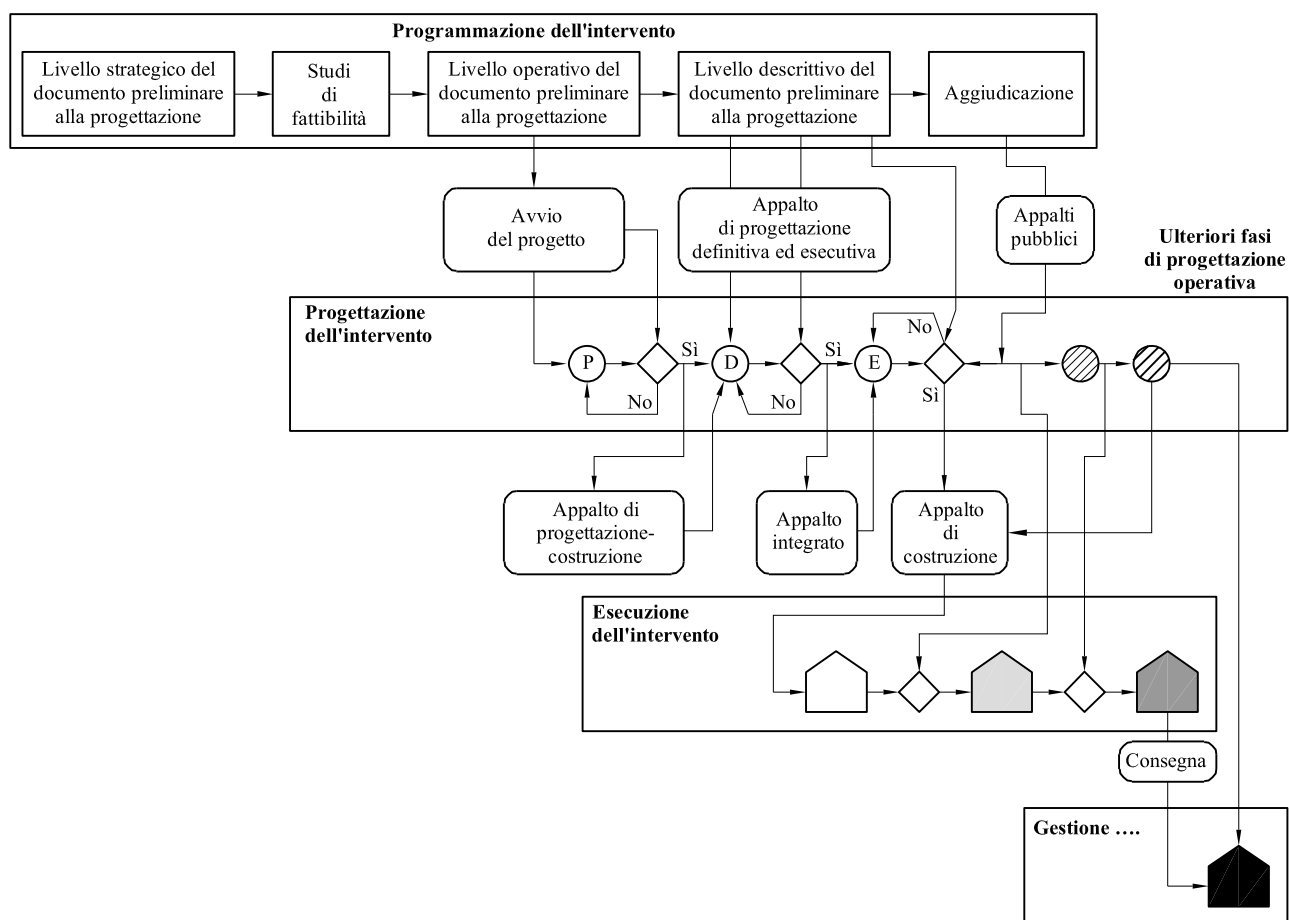 Programmazione dell'intervento
Livello strategico del
documento preliminare
alla progettazione
Studi
di
fattibilità
Livello operativo del
documento preliminare
alla progettazione
Livello descrittivo del
documento preliminare
alla progettazione
Aggiudicazione
Avvio
del progetto
Appalto
di progettazione
definitiva ed esecutiva
Appalti
pubblici
Ulteriori fasi
di progettazione
operativa
Progettazione
dell'intervento
P
Sì
No
D
Sì
No
E
No
Sì
Appalto di
progettazione-
costruzione
Appalto
integrato
Appalto
di
costruzione
Esecuzione
dell'intervento
Consegna
Gestione ....